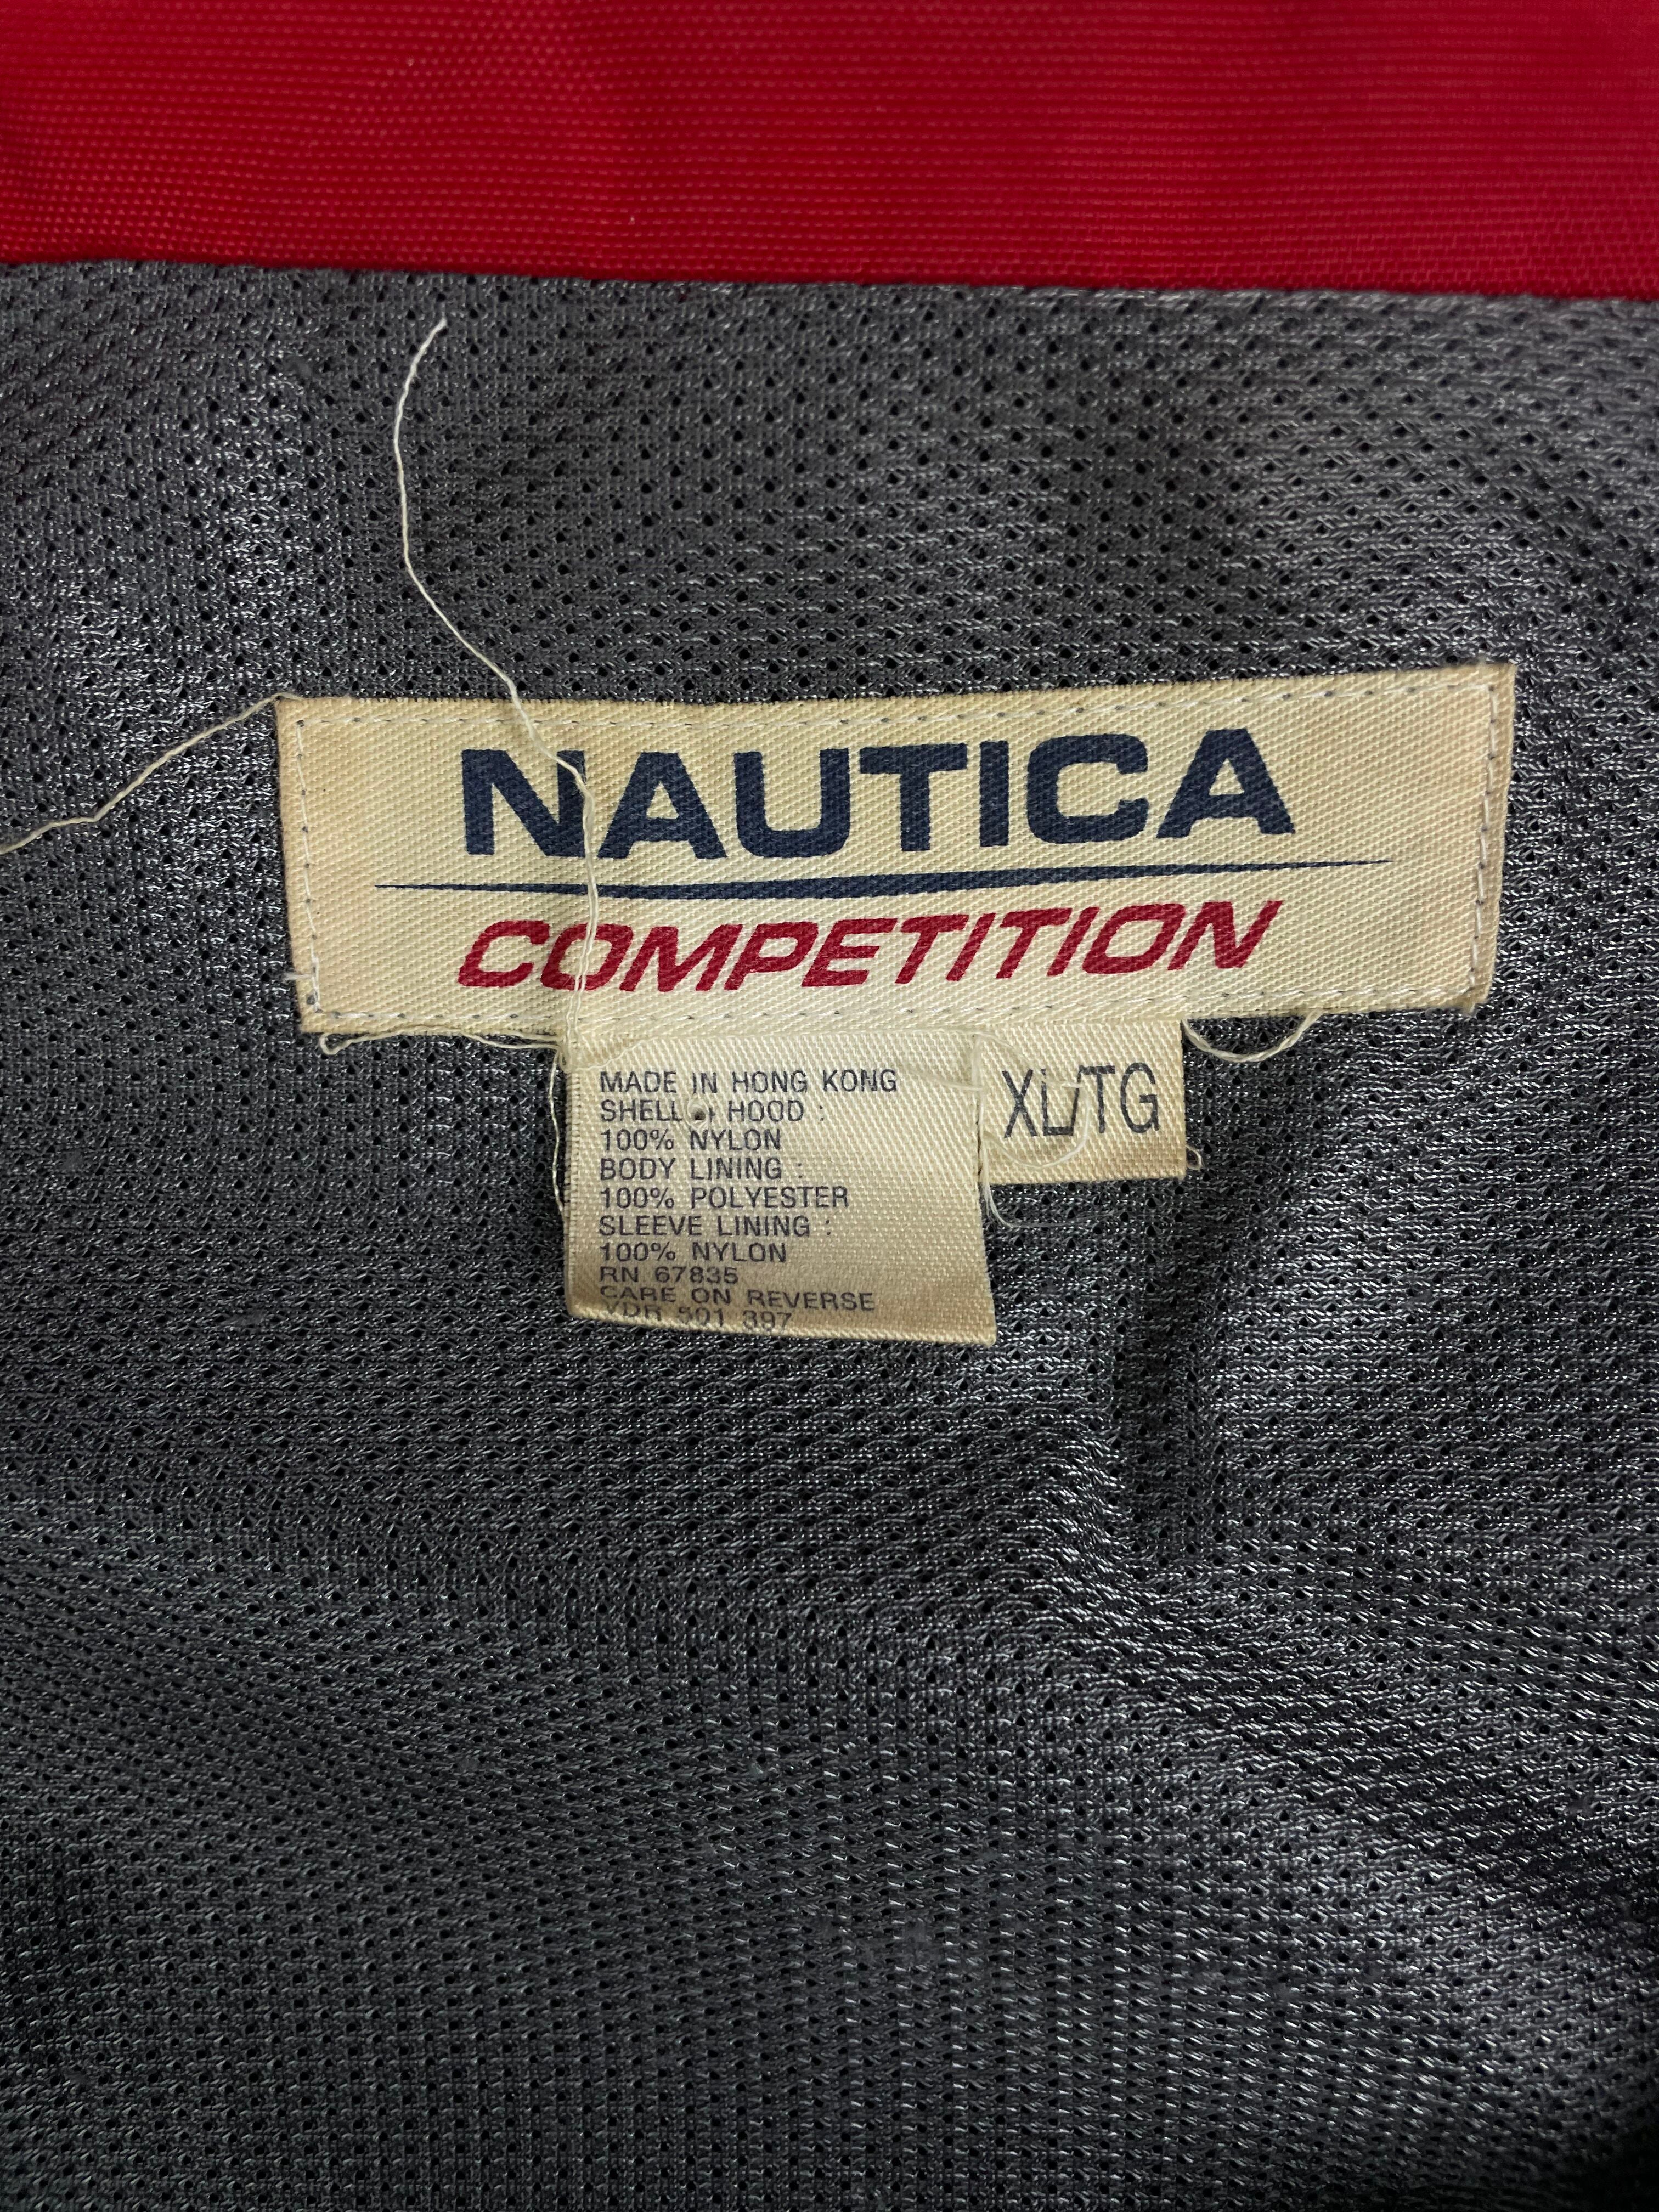 NAUTICA
COMPETITION
XL/TG
MADE IN HONG KONG
SHELL & HOOD :
100% NYLON
BODY LINING :
100% POLYESTER
SLEEVE LINING :
100% NYLON
RN 67835
CARE ON REVERSE
397